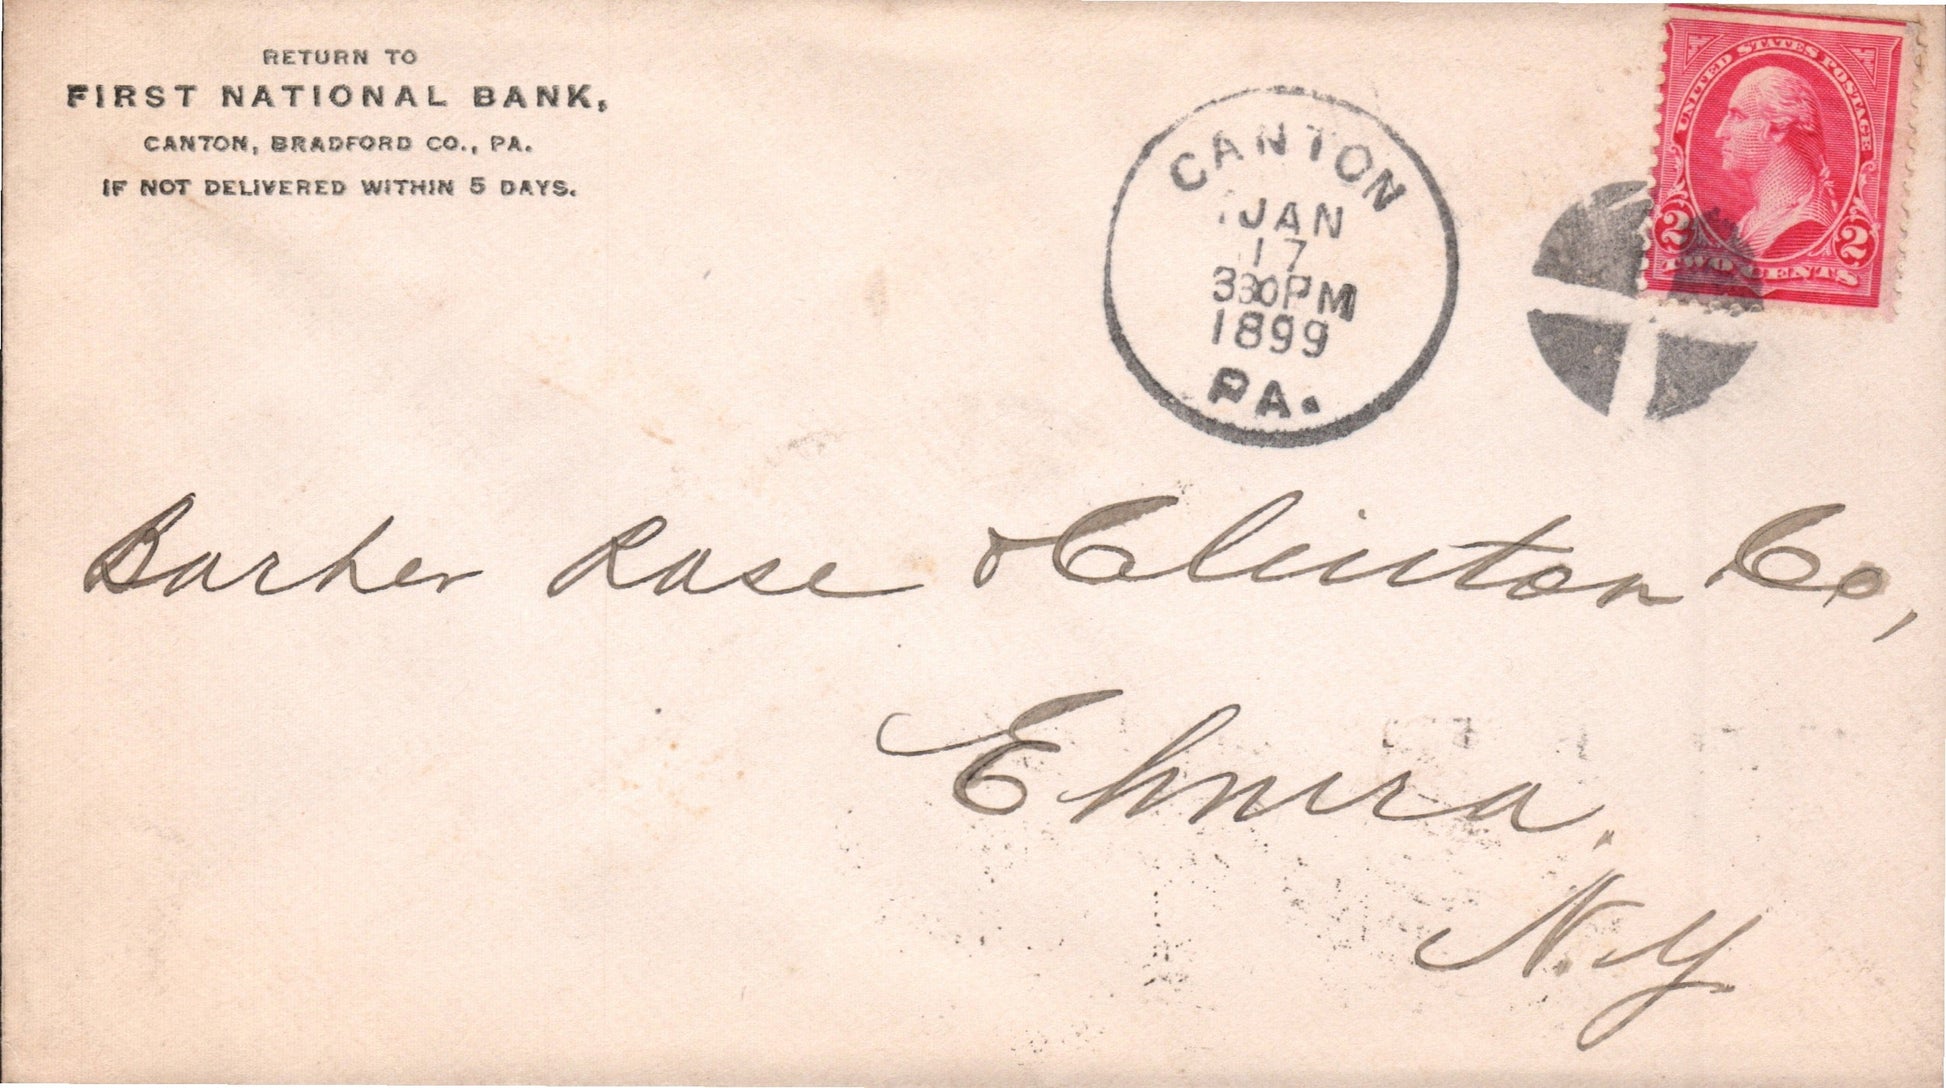 RETURN TO
FIRST NATIONAL BANK,
CANTON, BRADFORD CO., PA.
IF NOT DELIVERED WITHIN 5 DAYS.
CANTON
JAN
17
330PM
1899
PA.
UNITED STATES POSTAGE
2 2
TWO CENTS
Barker Rose & Clinton Co,
Elmira.
N.Y